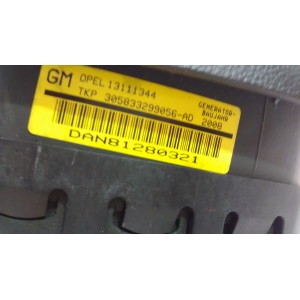 GM OPEL 13111344
TKP 305833299056-AD
GENERATOR-
BAUJAHR
2008
DAN81280321